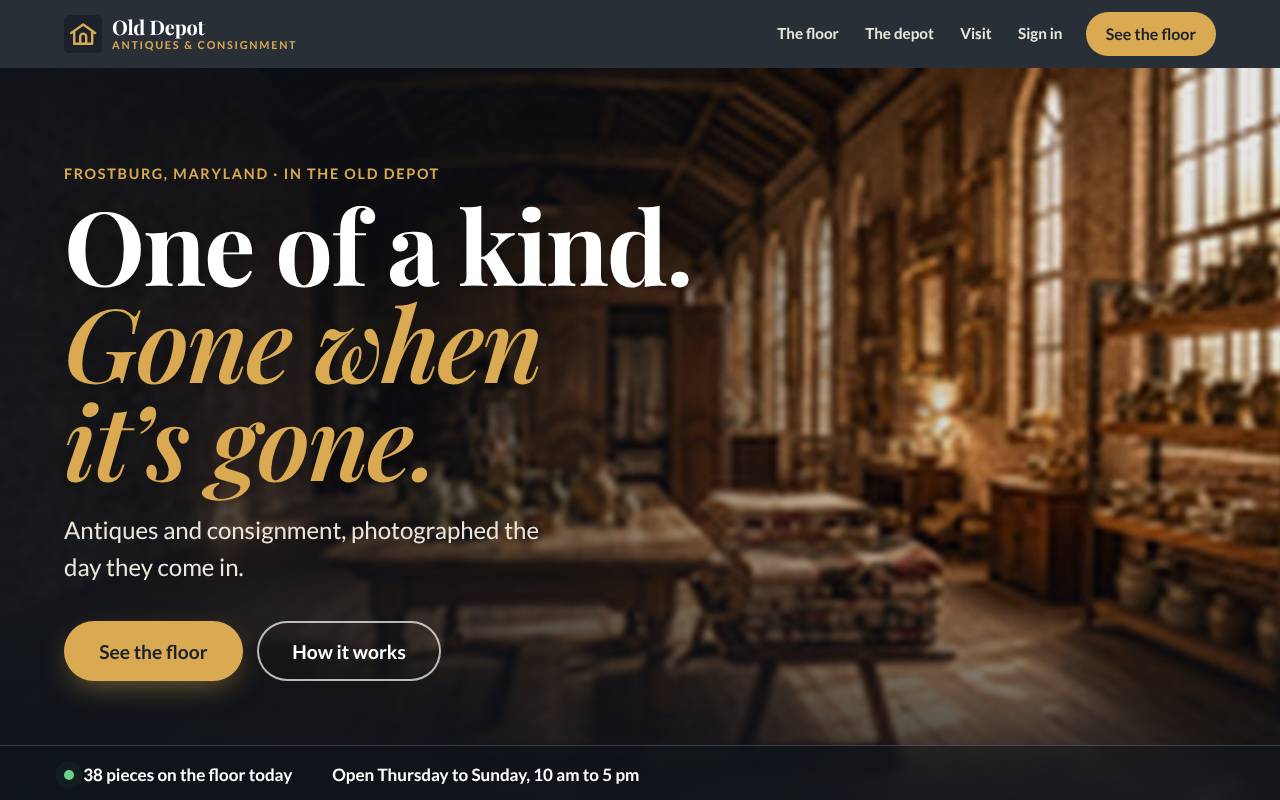 Old Depot
ANTIQUES & CONSIGNMENT
The floor
The depot
Visit
Sign in
See the floor
FROSTBURG, MARYLAND · IN THE OLD DEPOT
One of a kind.
Gone when
it’s gone.
Antiques and consignment, photographed the
day they come in.
See the floor
How it works
38 pieces on the floor today
Open Thursday to Sunday, 10 am to 5 pm